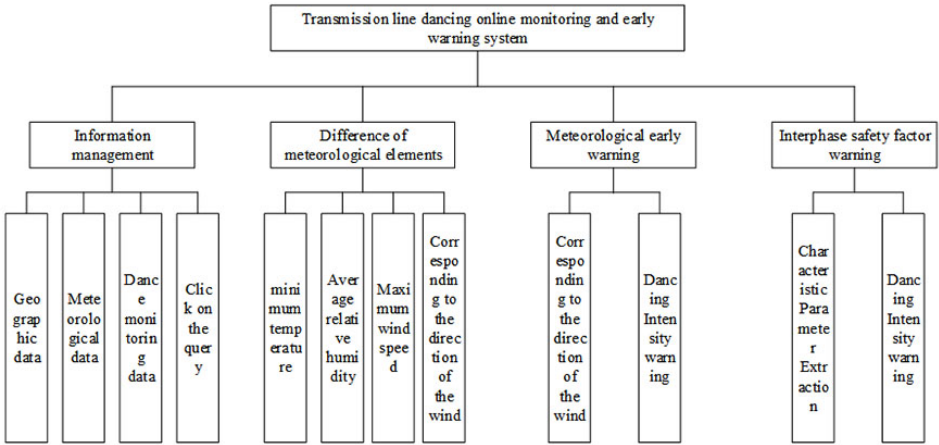 Transmission line dancing online monitoring and early
warning system
Information
management
Difference of
meteorological elements
Meteorological early
warning
Interphase safety factor
warning
Geo
grap
hic
data
Mete
orolo
gical
data
Danc
e
moni
torin
g
data
Clic
k on
the
quer
y
mini
mum
temp
eratu
re
Aver
age
relati
ve
humi
dity
Maxi
mum
wind
spee
d
Corr
espo
ndin
g to
the
direc
tion
of
the
wind
Corr
espo
ndin
g to
the
direc
tion
of
the
wind
Danc
ing
Inten
sity
warn
ing
Char
acter
istic
Para
mete
r
Extr
actio
n
Danc
ing
Inten
sity
warn
ing